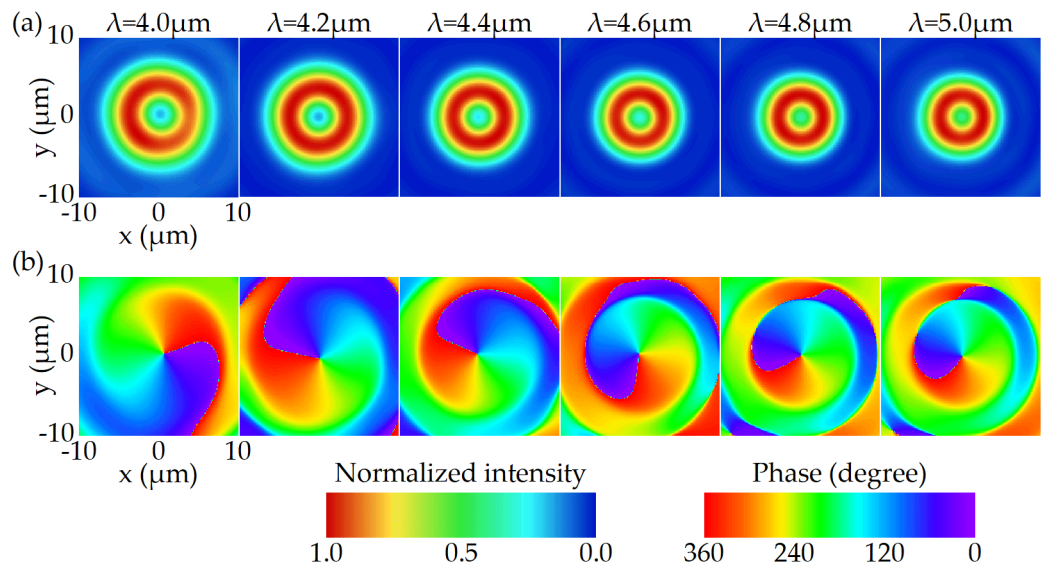 (a) λ=4.0μm λ=4.2μm λ=4.4μm λ=4.6μm λ=4.8μm λ=5.0μm
10
y (μm)
0
-10
-10 0 10
x (μm)
(b)
10
y (μm)
0
-10
-10 0 10
x (μm)
Normalized intensity Phase (degree)
1.0 0.5 0.0 360 240 120 0